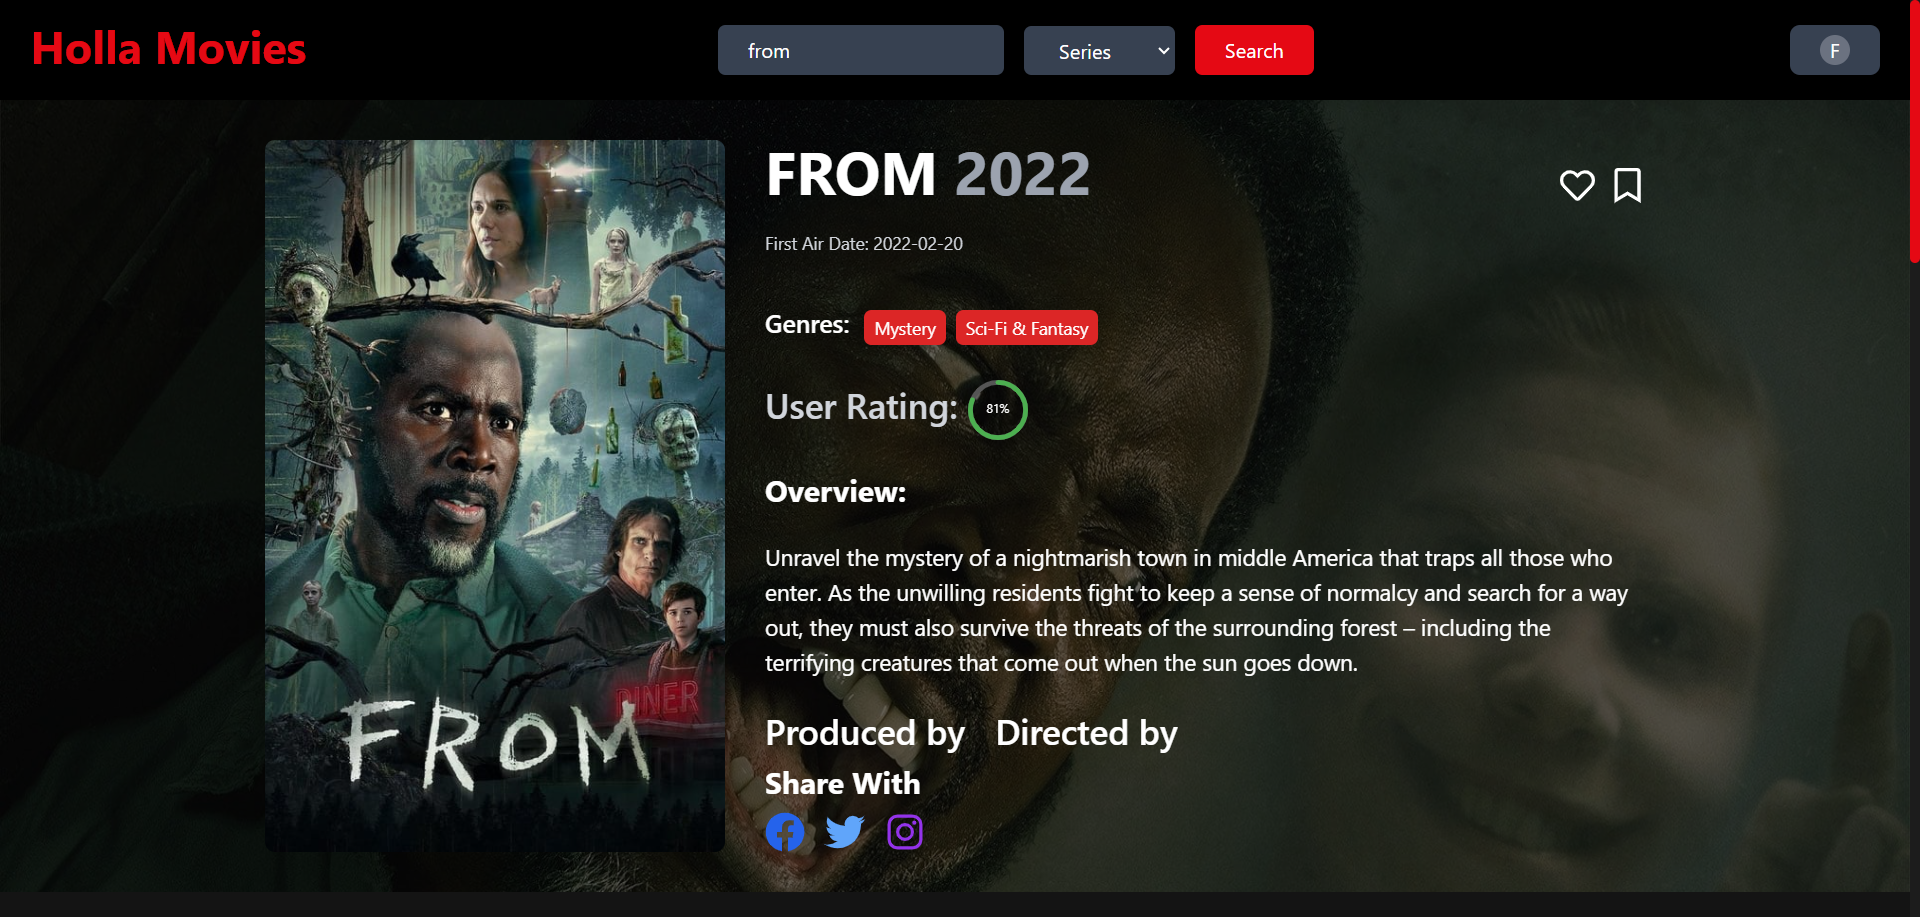 Holla Movies
from
Series
Search
F
FROM 2022
First Air Date: 2022-02-20
Genres: Mystery Sci-Fi & Fantasy
User Rating: 81%
Overview:
Unravel the mystery of a nightmarish town in middle America that traps all those who
enter. As the unwilling residents fight to keep a sense of normalcy and search for a way
out, they must also survive the threats of the surrounding forest – including the
terrifying creatures that come out when the sun goes down.
Produced by Directed by
Share With
DINER
FROM